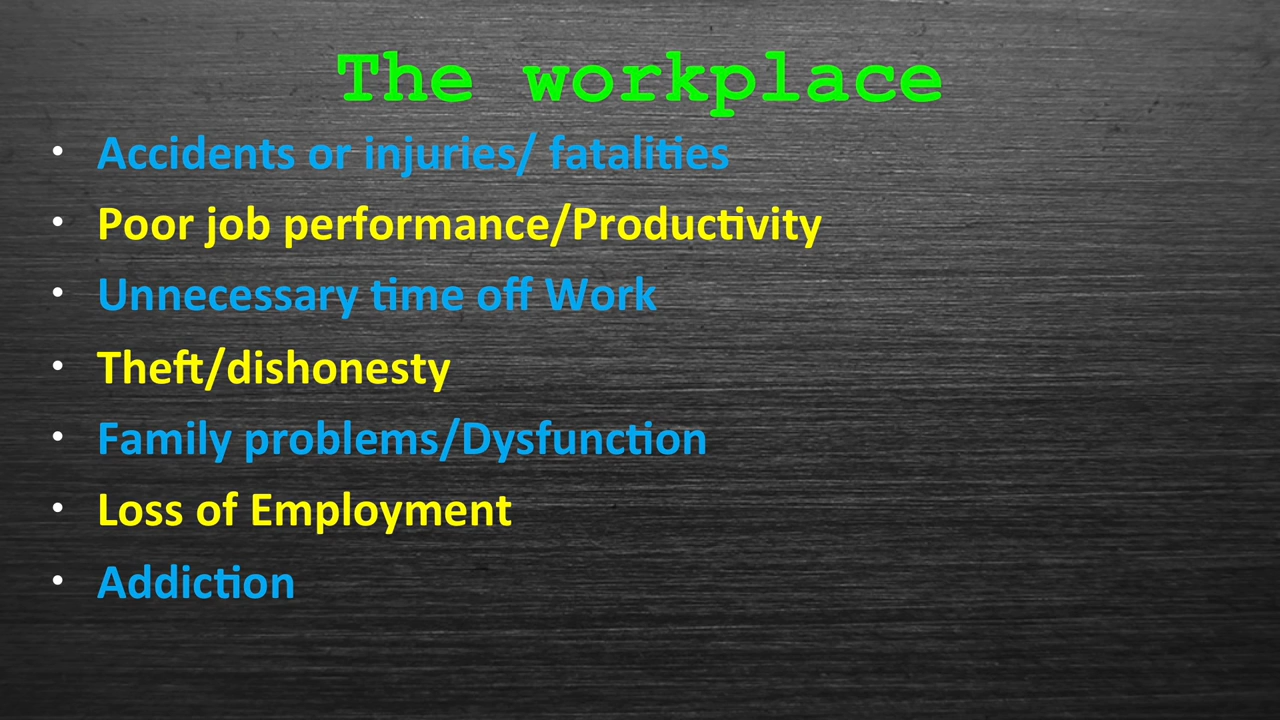 The workplace
• Accidents or injuries/ fatalities
• Poor job performance/Productivity
• Unnecessary time off Work
• Theft/dishonesty
• Family problems/Dysfunction
• Loss of Employment
• Addiction